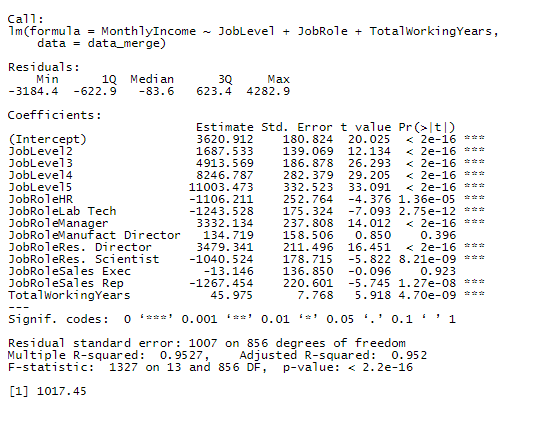 Call:
lm(formula = MonthlyIncome ~ JobLevel + JobRole + TotalWorkingYears,
    data = data_merge)

Residuals:
    Min      1Q  Median      3Q     Max
-3184.4  -622.9   -83.6   623.4  4282.9

Coefficients:
                          Estimate Std. Error t value Pr(>|t|)
(Intercept)               3620.912    180.824  20.025  < 2e-16 ***
JobLevel2                 1687.533    139.069  12.134  < 2e-16 ***
JobLevel3                 4913.569    186.878  26.293  < 2e-16 ***
JobLevel4                 8246.787    282.379  29.205  < 2e-16 ***
JobLevel5                11003.473    332.523  33.091  < 2e-16 ***
JobRoleHR                -1106.211    252.764  -4.376 1.36e-05 ***
JobRoleLab Tech          -1243.528    175.324  -7.093 2.75e-12 ***
JobRoleManager            3332.134    237.808  14.012  < 2e-16 ***
JobRoleManufact Director   134.719    158.506   0.850    0.396
JobRoleRes. Director      3479.341    211.496  16.451  < 2e-16 ***
JobRoleRes. Scientist    -1040.524    178.715  -5.822 8.21e-09 ***
JobRoleSales Exec          -13.146    136.850  -0.096    0.923
JobRoleSales Rep         -1267.454    220.601  -5.745 1.27e-08 ***
TotalWorkingYears           45.975      7.768   5.918 4.70e-09 ***
---
Signif. codes:  0 ‘***’ 0.001 ‘**’ 0.01 ‘*’ 0.05 ‘.’ 0.1 ‘ ’ 1

Residual standard error: 1007 on 856 degrees of freedom
Multiple R-squared:  0.9527,    Adjusted R-squared:  0.952
F-statistic:  1327 on 13 and 856 DF,  p-value: < 2.2e-16

[1] 1017.45